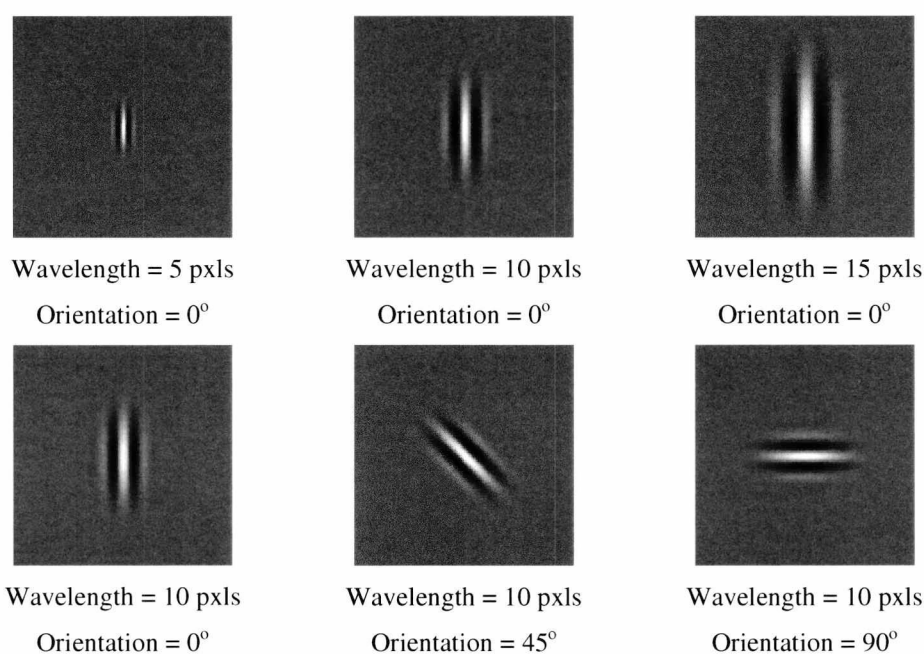 Wavelength = 5 pxls
Orientation = 0°
Wavelength = 10 pxls
Orientation = 0°
Wavelength = 15 pxls
Orientation = 0°
Wavelength = 10 pxls
Orientation = 0°
Wavelength = 10 pxls
Orientation = 45°
Wavelength = 10 pxls
Orientation = 90°